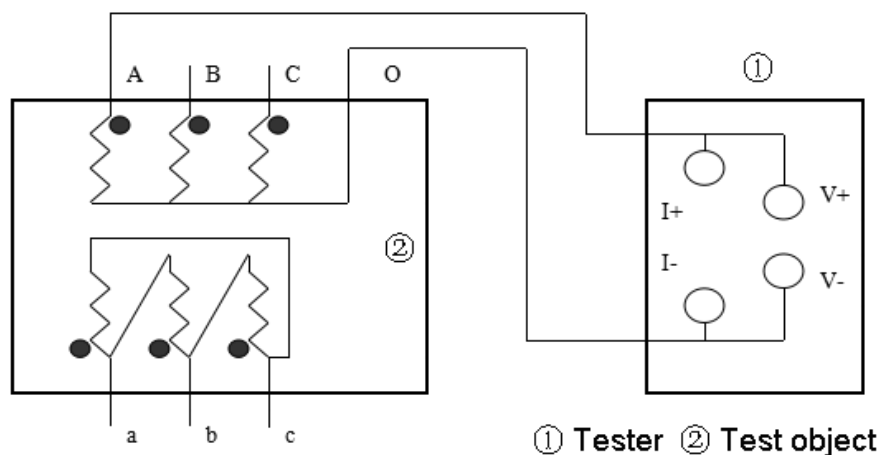 A B C O
①
I+
V+
②
I-
V-
a b c
① Tester ② Test object